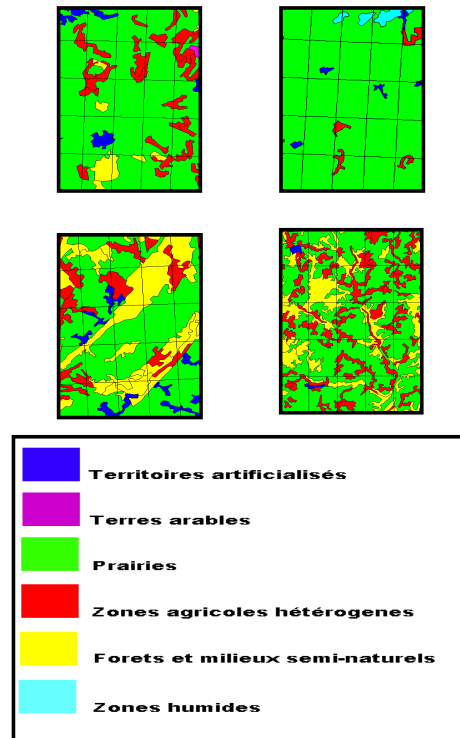 Territoires artificialisés
Terres arables
Prairies
Zones agricoles hétérogenes
Forets et milieux semi-naturels
Zones humides